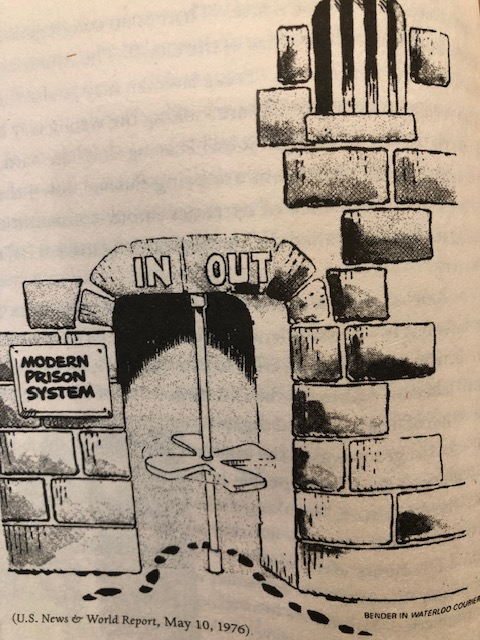 IN OUT
MODERN
PRISON
SYSTEM
(U.S. News & World Report, May 10, 1976)
BENDER IN WATERLOO COURIER